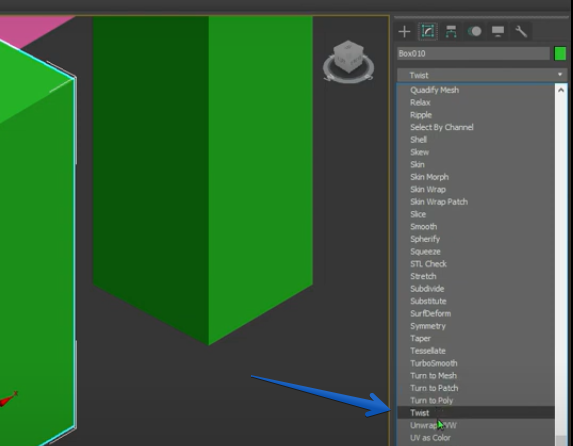 Box010
Twist
Quadify Mesh
Relax
Ripple
Select By Channel
Shell
Skew
Skin
Skin Morph
Skin Wrap
Skin Wrap Patch
Slice
Smooth
Spherify
Squeeze
STL Check
Stretch
Subdivide
Substitute
SurfDeform
Symmetry
Taper
Tessellate
TurboSmooth
Turn to Mesh
Turn to Patch
Turn to Poly
Twist
Unwrap UVW
UV as Color
x